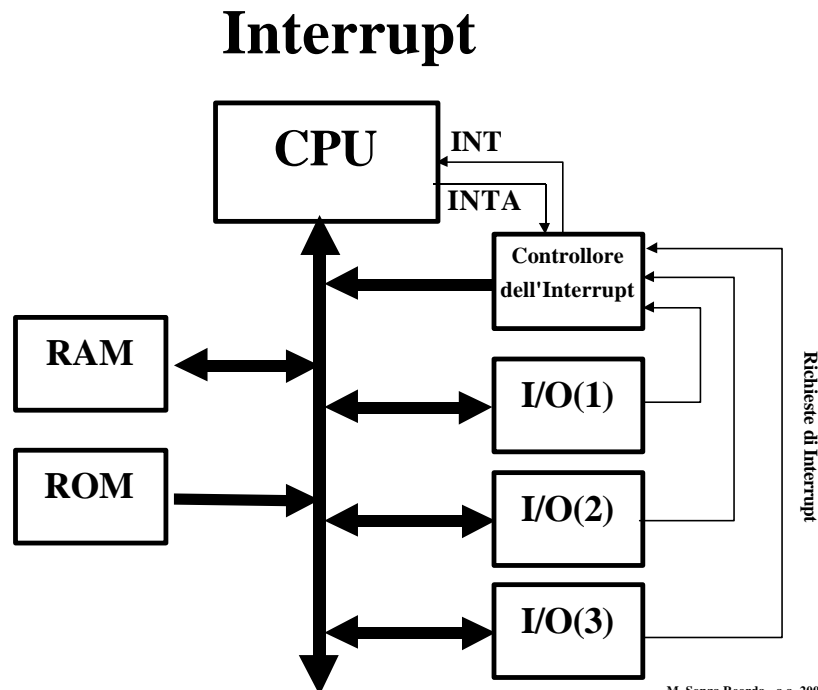 Interrupt
CPU
INT
INTA
Controllore
dell'Interrupt
RAM
I/O(1)
Richieste di Interrupt
ROM
I/O(2)
I/O(3)